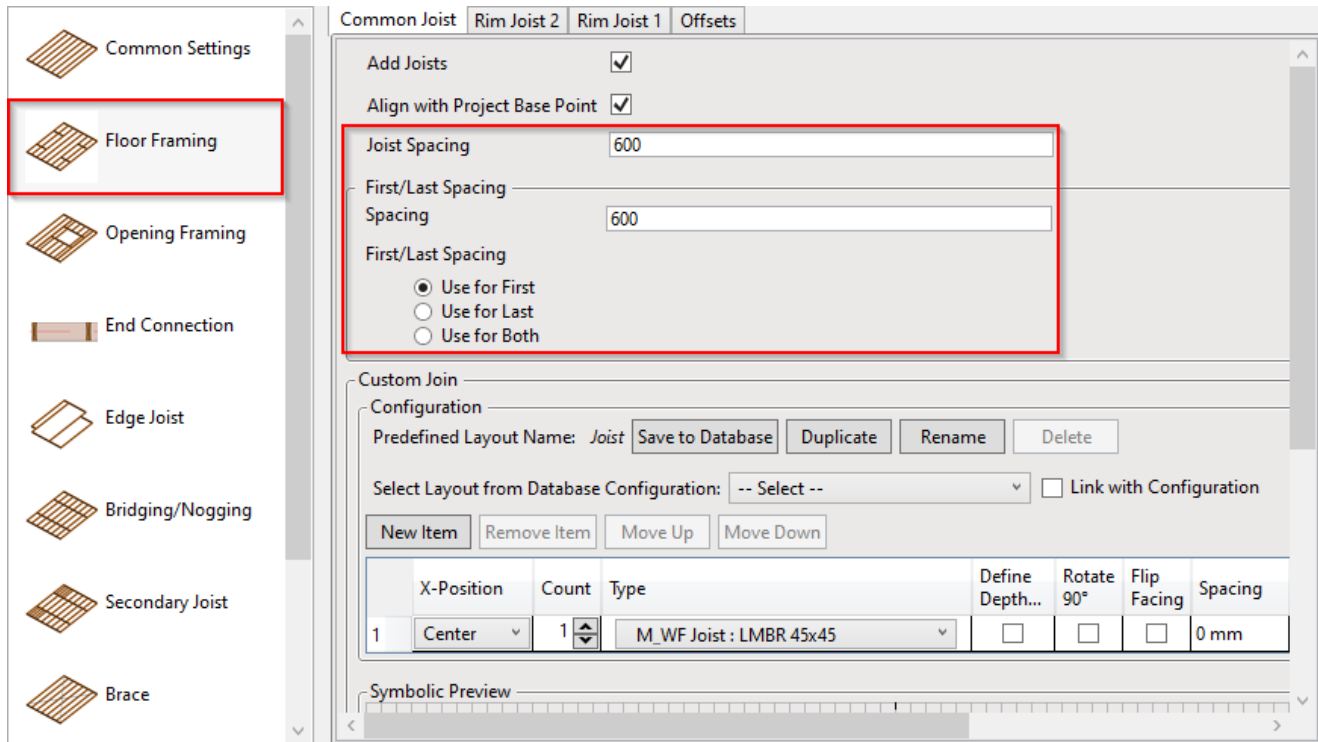 Common Settings
Floor Framing
Opening Framing
End Connection
Edge Joist
Bridging/Nogging
Secondary Joist
Brace
Common Joist Rim Joist 2 Rim Joist 1 Offsets
Add Joists
Align with Project Base Point
Joist Spacing 600
First/Last Spacing
Spacing 600
First/Last Spacing
Use for First
Use for Last
Use for Both
Custom Join
Configuration
Predefined Layout Name: Joist Save to Database Duplicate Rename Delete
Select Layout from Database Configuration: -- Select -- Link with Configuration
New Item Remove Item Move Up Move Down
X-Position Count Type Define Depth... Rotate 90° Flip Facing Spacing
1 Center 1 M_WF Joist : LMBR 45x45 0 mm
Symbolic Preview